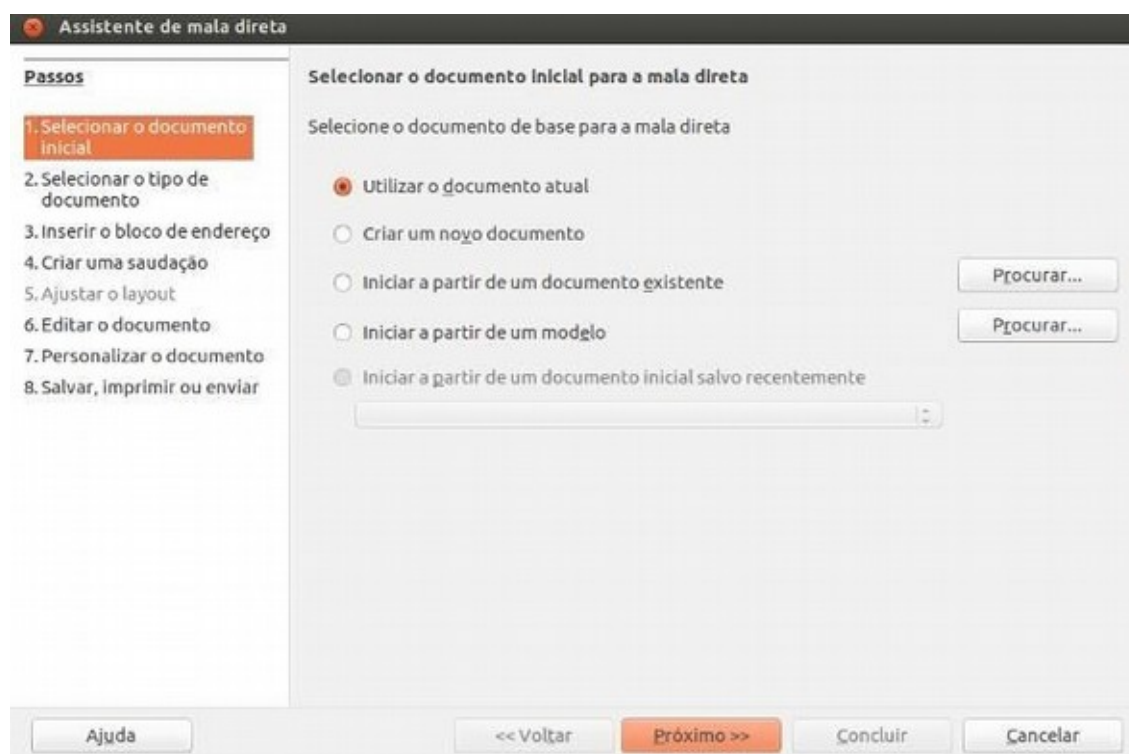 Assistente de mala direta
Passos
1. Selecionar o documento
inicial
2. Selecionar o tipo de
documento
3. Inserir o bloco de endereço
4. Criar uma saudação
5. Ajustar o layout
6. Editar o documento
7. Personalizar o documento
8. Salvar, imprimir ou enviar
Selecionar o documento inicial para a mala direta
Selecione o documento de base para a mala direta
Utilizar o documento atual
Criar um novo documento
Iniciar a partir de um documento existente
Procurar...
Iniciar a partir de um modelo
Procurar...
Iniciar a partir de um documento inicial salvo recentemente
Ajuda
<< Voltar
Próximo >>
Concluir
Cancelar